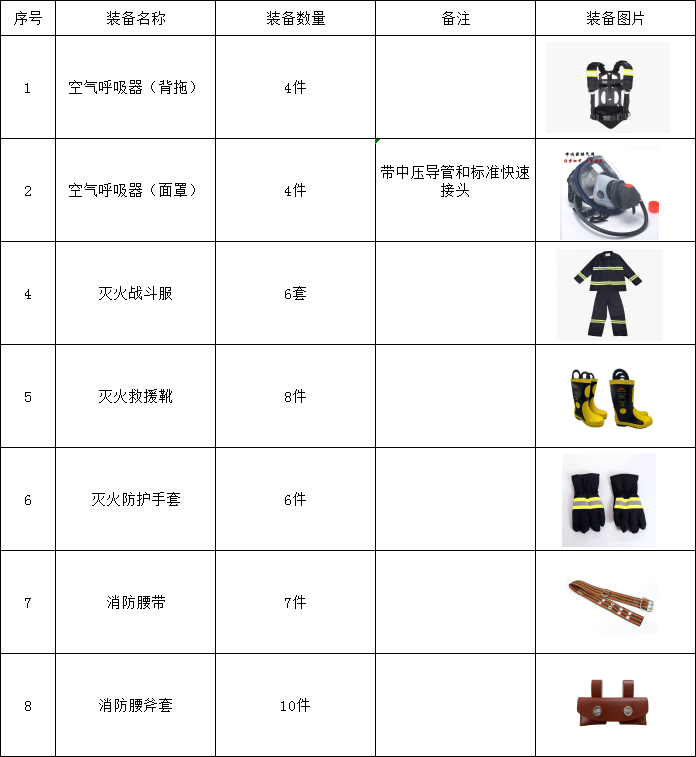 序号 装备名称 装备数量 备注 装备图片
1 空气呼吸器（背拖） 4件
2 空气呼吸器（面罩） 4件 带中压导管和标准快速
接头
4 灭火战斗服 6套
5 灭火救援靴 8件
6 灭火防护手套 6件
7 消防腰带 7件
8 消防腰斧套 10件